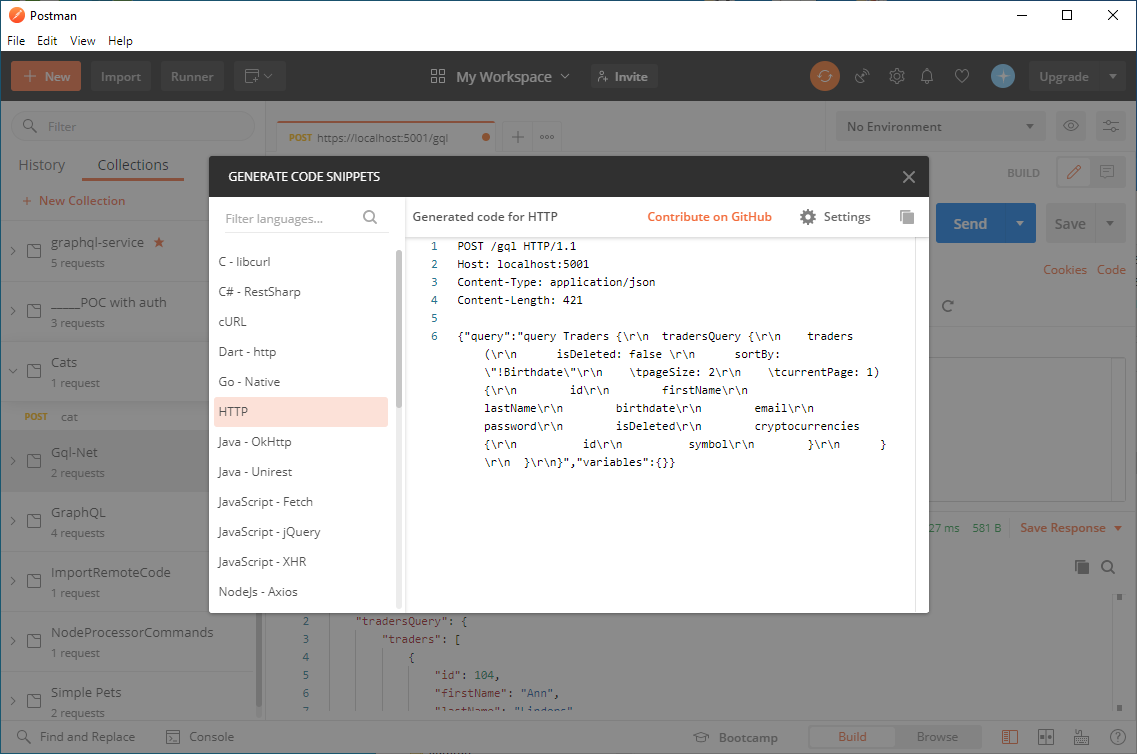 Postman
File Edit View Help
+ New Import Runner My Workspace Invite Upgrade
Filter
POST https://localhost:5001/gql
No Environment
History Collections
BUILD
+ New Collection
GENERATE CODE SNIPPETS
Send Save
Cookies Code
graphql-service
5 requests
_____POC with auth
3 requests
Cats
1 request
POST cat
Gql-Net
2 requests
GraphQL
4 requests
ImportRemoteCode
1 request
NodeProcessorCommands
1 request
Simple Pets
2 requests
Filter languages...
C - libcurl
C# - RestSharp
cURL
Dart - http
Go - Native
HTTP
Java - OkHttp
Java - Unirest
JavaScript - Fetch
JavaScript - jQuery
JavaScript - XHR
NodeJs - Axios
Generated code for HTTP Contribute on GitHub Settings
1 POST /gql HTTP/1.1
2 Host: localhost:5001
3 Content-Type: application/json
4 Content-Length: 421
5
6 {"query":"query Traders {\r\n  tradersQuery {\r\n    traders
(\r\n      isDeleted: false \r\n      sortBy:
\"!Birthdate\"\r\n    \tpageSize: 2\r\n    \tcurrentPage: 1)
{\r\n        id\r\n        firstName\r\n
lastName\r\n        birthdate\r\n        email\r\n
password\r\n        isDeleted\r\n        cryptocurrencies
{\r\n          id\r\n          symbol\r\n        }\r\n      }
\r\n  }\r\n}","variables":{}}
27 ms 581 B Save Response
2 "tradersQuery": {
3 "traders": [
4 {
5 "id": 104,
6 "firstName": "Ann",
7 "lastName": "Linders"
Find and Replace Console Bootcamp Build Browse